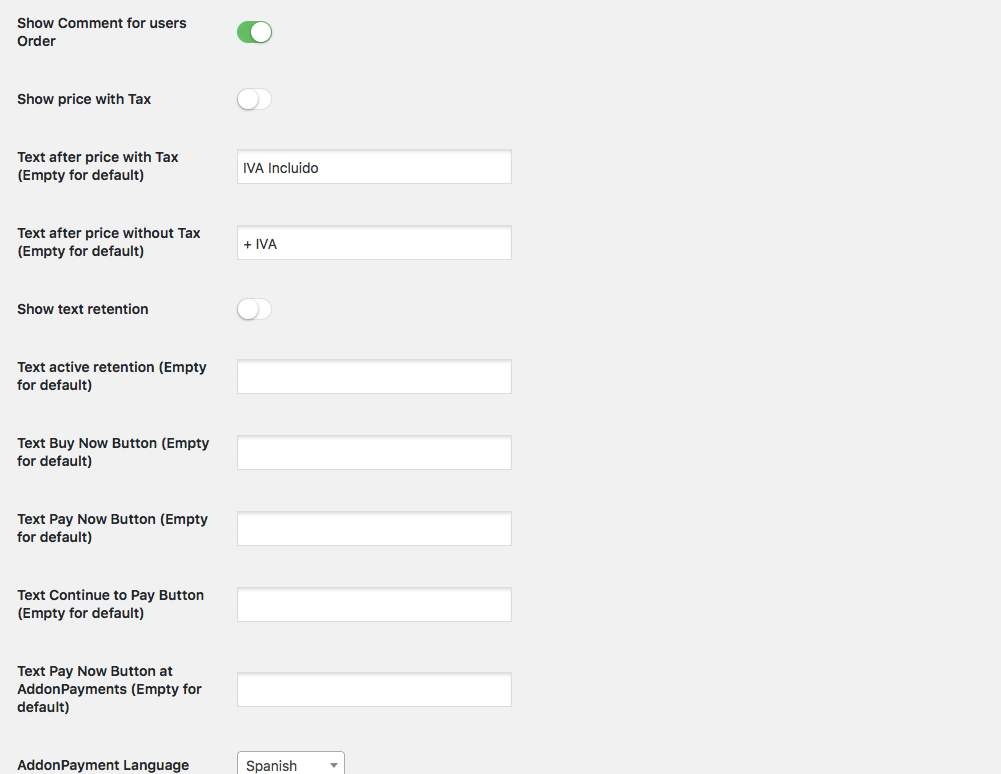 Show Comment for users
Order
Show price with Tax
Text after price with Tax
(Empty for default)
IVA Incluido
Text after price without Tax
(Empty for default)
+ IVA
Show text retention
Text active retention (Empty
for default)
Text Buy Now Button (Empty
for default)
Text Pay Now Button (Empty
for default)
Text Continue to Pay Button
(Empty for default)
Text Pay Now Button at
AddonPayments (Empty for
default)
AddonPayment Language
Spanish